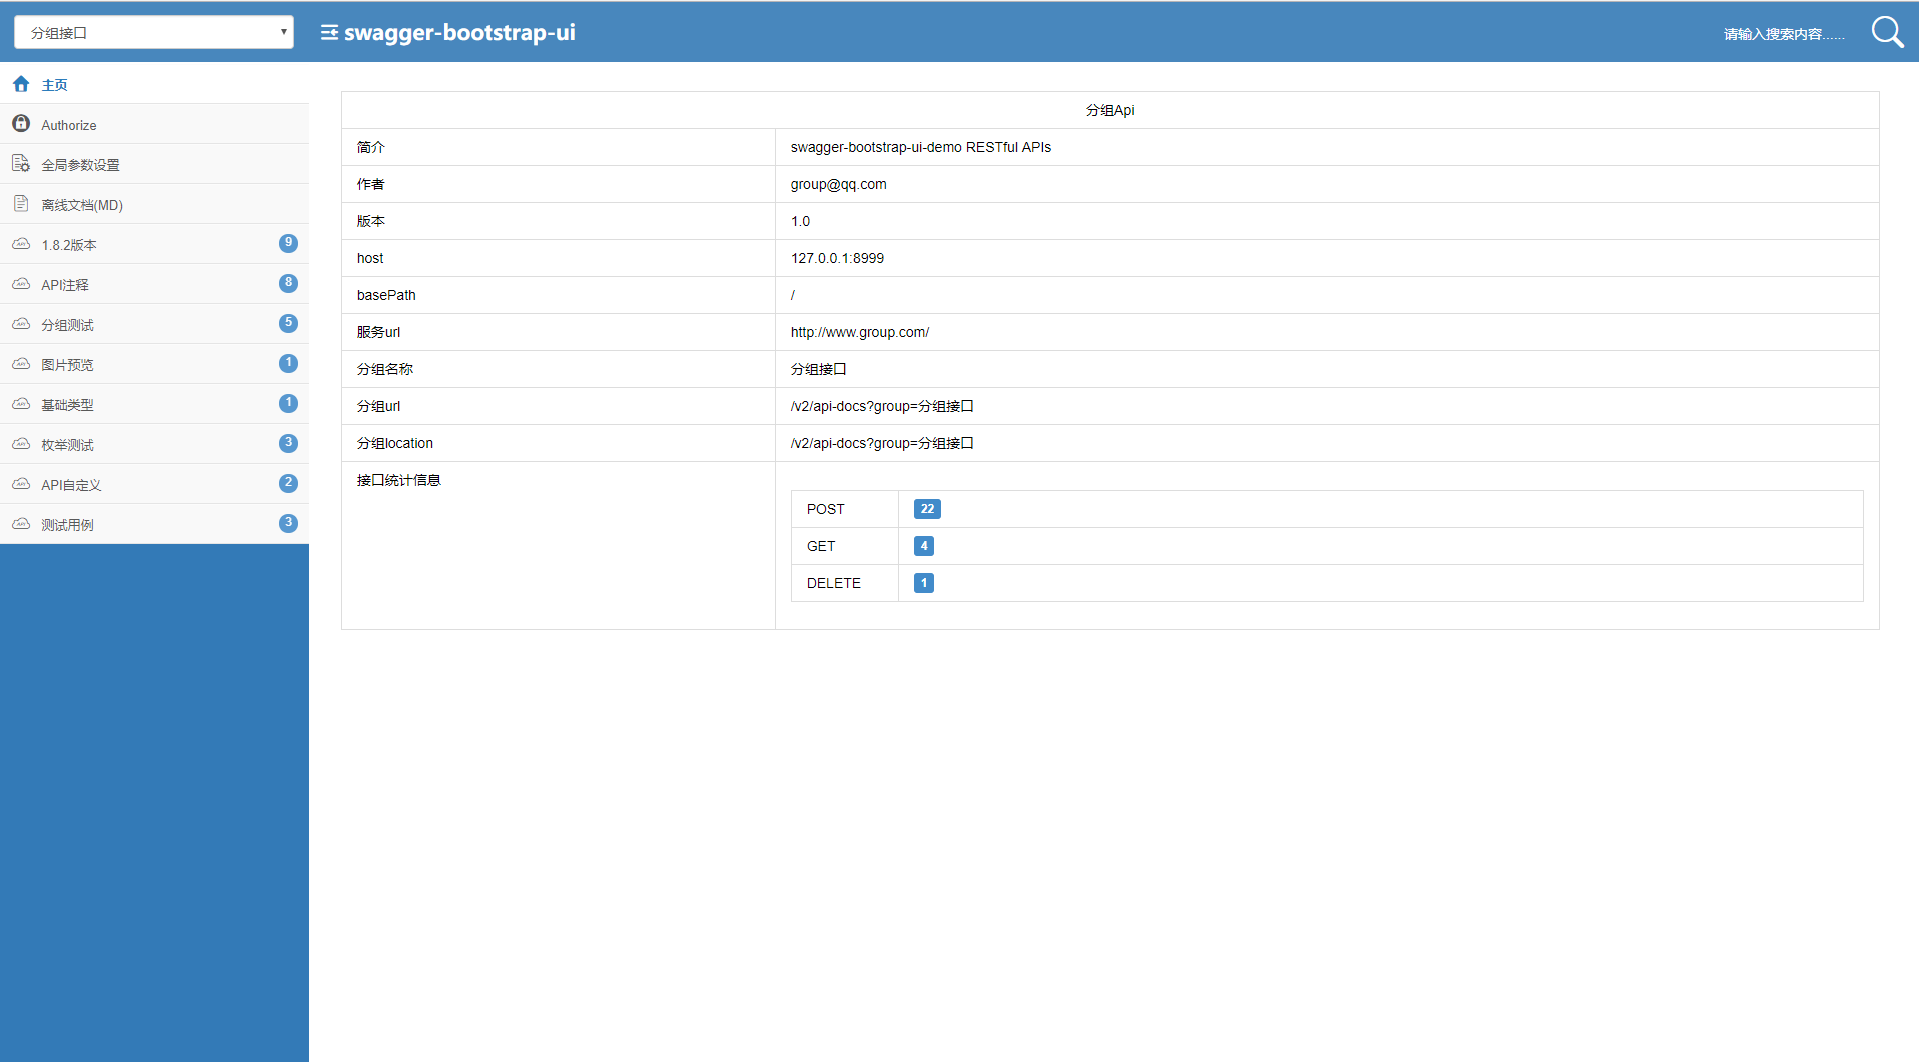 分组接口
swagger-bootstrap-ui
请输入搜索内容......
主页
Authorize
全局参数设置
离线文档(MD)
1.8.2版本 9
API注释 8
分组测试 5
图片预览 1
基础类型 1
枚举测试 3
API自定义 2
测试用例 3
分组Api
简介 swagger-bootstrap-ui-demo RESTful APIs
作者 group@qq.com
版本 1.0
host 127.0.0.1:8999
basePath /
服务url http://www.group.com/
分组名称 分组接口
分组url /v2/api-docs?group=分组接口
分组location /v2/api-docs?group=分组接口
接口统计信息
POST 22
GET 4
DELETE 1